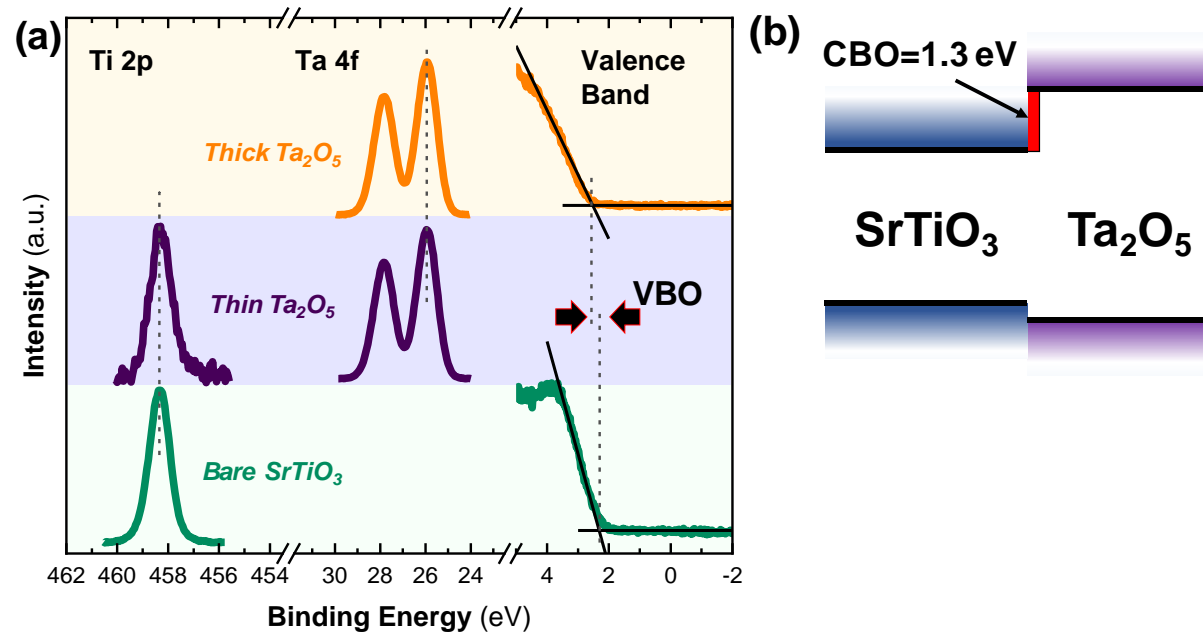 (a)
Ti 2p
Ta 4f
Valence
Band
Thick Ta₂O₅
Thin Ta₂O₅
VBO
Bare SrTiO₃
Intensity (a.u.)
462 460 458 456 454 30 28 26 24 4 2 0 -2
Binding Energy (eV)
(b)
CBO=1.3 eV
SrTiO₃ Ta₂O₅